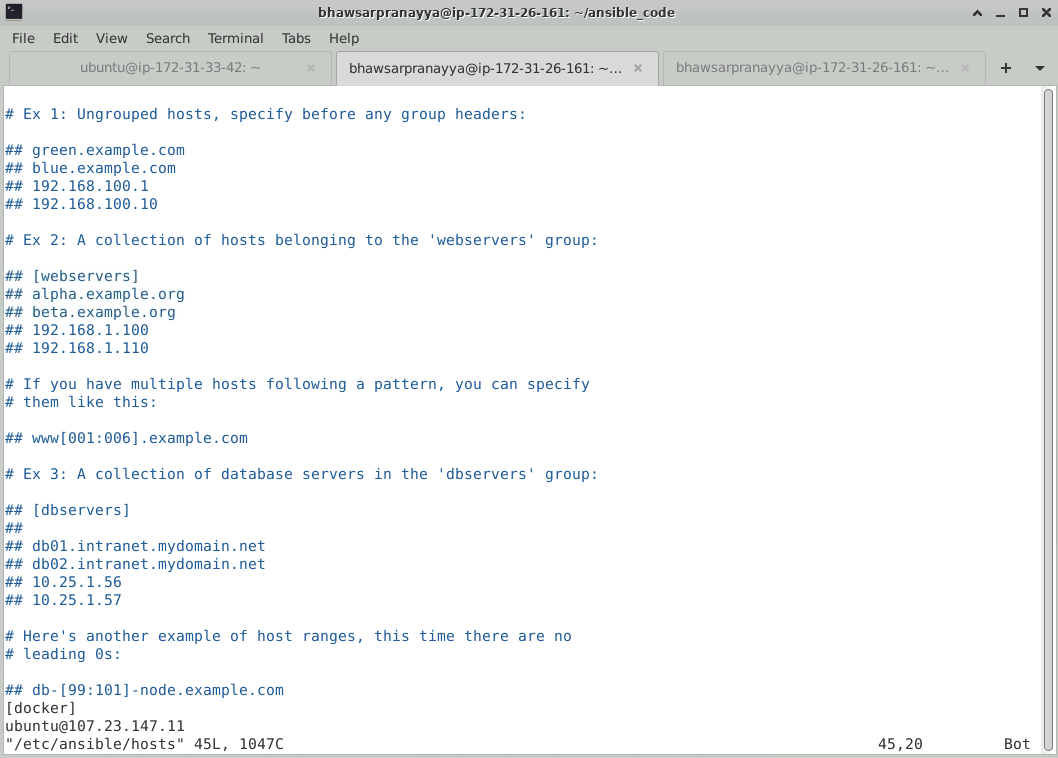 bhawsarpranayya@ip-172-31-26-161: ~/ansible_code
File Edit View Search Terminal Tabs Help
ubuntu@ip-172-31-33-42: ~
bhawsarpranayya@ip-172-31-26-161: ~...
bhawsarpranayya@ip-172-31-26-161: ~...
# Ex 1: Ungrouped hosts, specify before any group headers:
## green.example.com
## blue.example.com
## 192.168.100.1
## 192.168.100.10
# Ex 2: A collection of hosts belonging to the 'webservers' group:
## [webservers]
## alpha.example.org
## beta.example.org
## 192.168.1.100
## 192.168.1.110
# If you have multiple hosts following a pattern, you can specify
# them like this:
## www[001:006].example.com
# Ex 3: A collection of database servers in the 'dbservers' group:
## [dbservers]
##
## db01.intranet.mydomain.net
## db02.intranet.mydomain.net
## 10.25.1.56
## 10.25.1.57
# Here's another example of host ranges, this time there are no
# leading 0s:
## db-[99:101]-node.example.com
[docker]
ubuntu@107.23.147.11
"/etc/ansible/hosts" 45L, 1047C 45,20 Bot